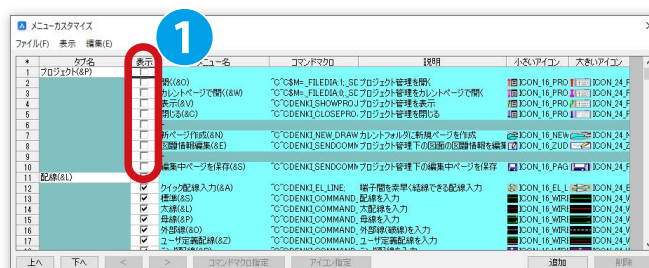 メニューカスタマイズ
1
ファイル(F) 表示 編集(E)
* タブ名 表示 メニュー名 コマンドマクロ 説明 小さいアイコン 大きいアイコン
1 プロジェクト(&P)
2 開く(&O) ^C^C$M=_FILEDIA;1;_SC プロジェクト管理を開く ICON_16_PRO ICON_24_F
3 カレントページで開く(&W) ^C^C$M=_FILEDIA;0;_SC プロジェクト管理をカレントページで開く ICON_16_PRO ICON_24_F
4 表示(&V) ^C^CDENKI_SHOWPROJ プロジェクト管理を表示 ICON_16_PRO ICON_24_F
5 閉じる(&C) ^C^CDENKI_CLOSEPRO. プロジェクト管理を閉じる ICON_16_PRO ICON_24_F
6 -
7 新ページ作成(&N) ^C^CDENKI_NEW_DRAW カレントフォルダに新規ページを作成 ICON_16_NEW ICON_24_F
8 図題情報編集(&E) ^C^CDENKI_SENDCOMM プロジェクト管理下の図面の図題情報を編集 ICON_16_ZUD ICON_24_Z
9 -
10 編集中ページを保存(&S) ^C^CDENKI_SENDCOMM プロジェクト管理下の編集中ページを保存 ICON_16_PAG ICON_24_F
11 配線(&L)
12 クイック配線入力(&A) ^C^CDENKI_EL_LINE; 端子間を素早く結線できる配線入力 ICON_16_EL_L ICON_24_E
13 標準(&S) ^C^CDENKI_COMMAND_ 配線を入力 ICON_16_WIRI ICON_24_V
14 太線(&L) ^C^CDENKI_COMMAND_ 太配線を入力 ICON_16_WIRI ICON_24_V
15 母線(&P) ^C^CDENKI_COMMAND_ 母線を入力 ICON_16_WIRI ICON_24_V
16 外部線(&O) ^C^CDENKI_COMMAND_ 外部線(破線)を入力 ICON_16_WIRI ICON_24_V
17 ユーザ定義配線(&Z) ^C^CDENKI_COMMAND_ ユーザ定義配線を入力 ICON_16_WIRI ICON_24_V
上へ 下へ < > コマンドマクロ指定 アイコン指定 追加 削除